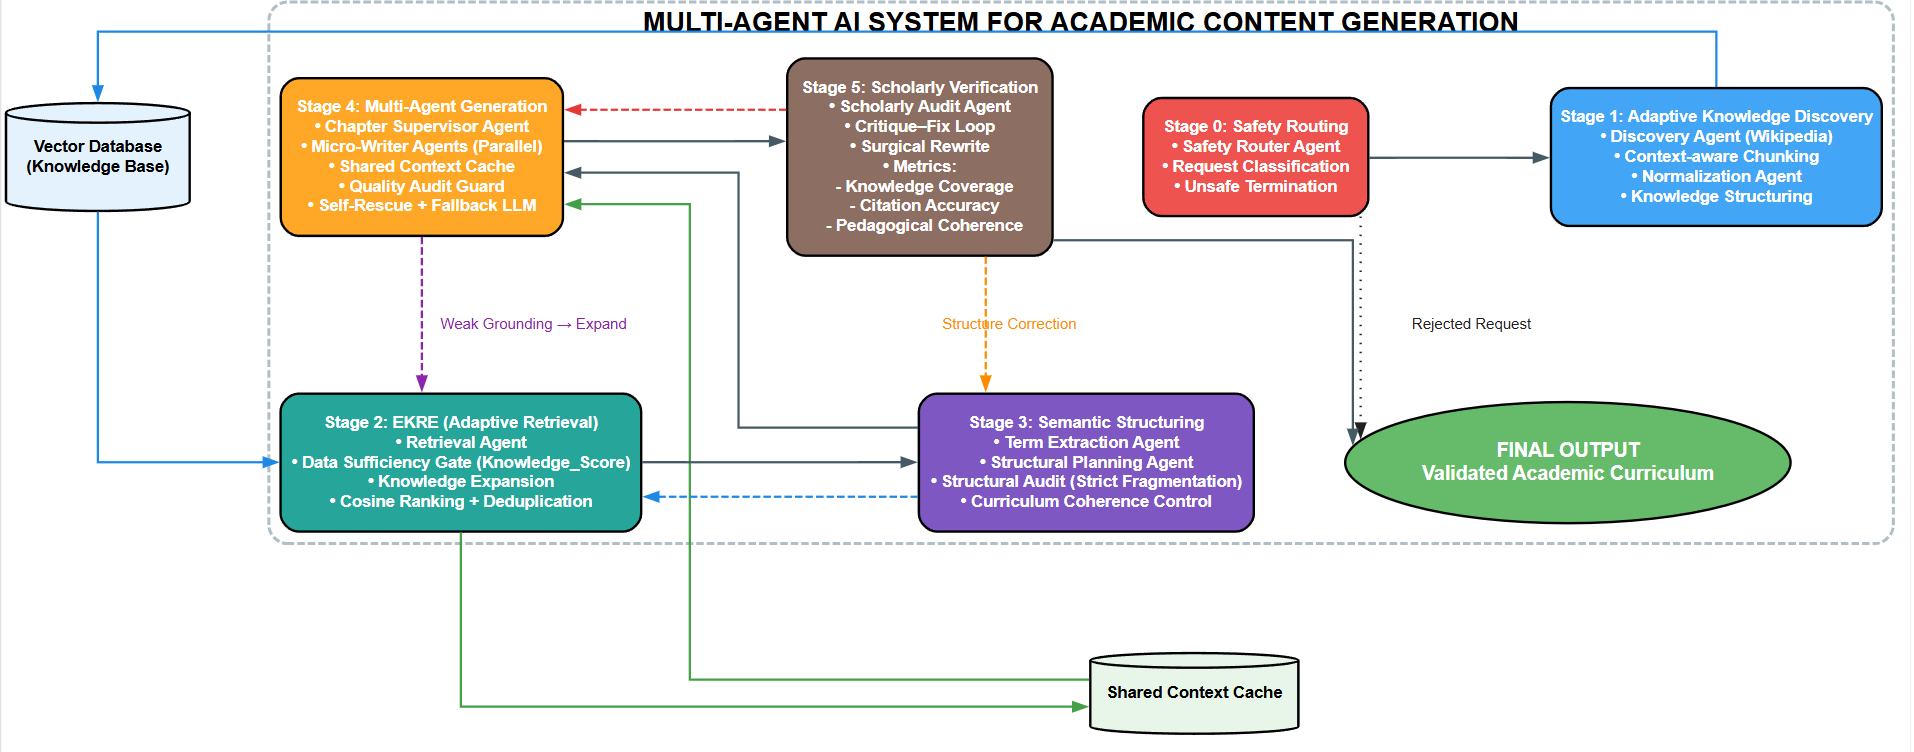 MULTI-AGENT AI SYSTEM FOR ACADEMIC CONTENT GENERATION
Vector Database
(Knowledge Base)
Stage 4: Multi-Agent Generation
• Chapter Supervisor Agent
• Micro-Writer Agents (Parallel)
• Shared Context Cache
• Quality Audit Guard
• Self-Rescue + Fallback LLM
Stage 5: Scholarly Verification
• Scholarly Audit Agent
• Critique–Fix Loop
• Surgical Rewrite
• Metrics:
- Knowledge Coverage
- Citation Accuracy
- Pedagogical Coherence
Stage 0: Safety Routing
• Safety Router Agent
• Request Classification
• Unsafe Termination
Stage 1: Adaptive Knowledge Discovery
• Discovery Agent (Wikipedia)
• Context-aware Chunking
• Normalization Agent
• Knowledge Structuring
Weak Grounding → Expand
Structure Correction
Rejected Request
Stage 2: EKRE (Adaptive Retrieval)
• Retrieval Agent
• Data Sufficiency Gate (Knowledge_Score)
• Knowledge Expansion
• Cosine Ranking + Deduplication
Stage 3: Semantic Structuring
• Term Extraction Agent
• Structural Planning Agent
• Structural Audit (Strict Fragmentation)
• Curriculum Coherence Control
FINAL OUTPUT
Validated Academic Curriculum
Shared Context Cache